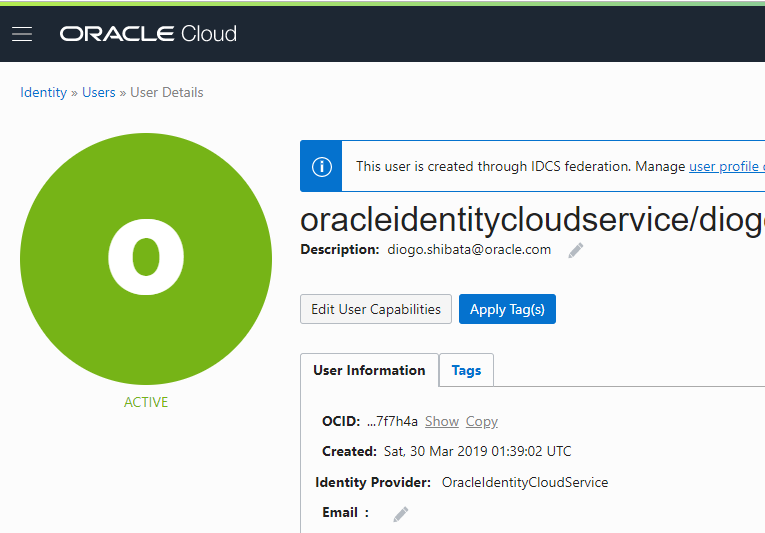 ORACLE Cloud
Identity » Users » User Details
O
ACTIVE
This user is created through IDCS federation. Manage user profile
oracleidentitycloudservice/diog
Description: diogo.shibata@oracle.com
Edit User Capabilities
Apply Tag(s)
User Information
Tags
OCID: ...7f7h4a Show Copy
Created: Sat, 30 Mar 2019 01:39:02 UTC
Identity Provider: OracleIdentityCloudService
Email :